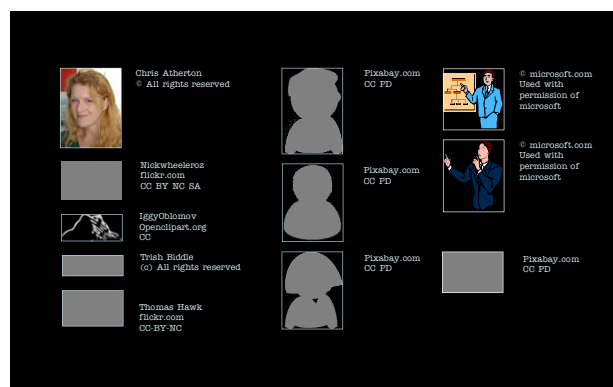 Chris Atherton
© All rights reserved
Nickwheeleroz
flickr.com
CC BY NC SA
IggyOblomov
Openclipart.org
CC
Trish Biddle
(c) All rights reserved
Thomas Hawk
flickr.com
CC-BY-NC
Pixabay.com
CC PD
Pixabay.com
CC PD
Pixabay.com
CC PD
© microsoft.com
Used with
permission of
microsoft
© microsoft.com
Used with
permission of
microsoft
Pixabay.com
CC PD